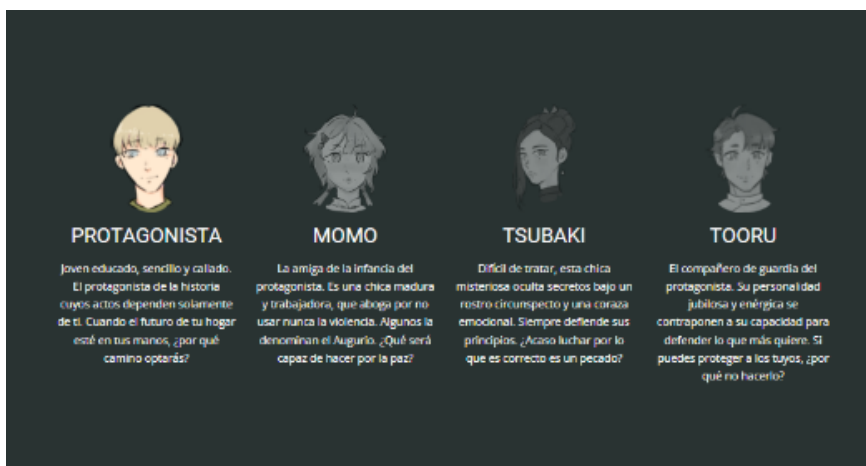 PROTAGONISTA
Joven educado, sencillo y callado.
El protagonista de la historia
cuyos actos dependen solamente
de ti. Cuando el futuro de tu hogar
esté en tus manos, ¿por qué
camino optarás?
MOMO
La amiga de la infancia del
protagonista. Es una chica madura
y trabajadora, que aboga por no
usar nunca la violencia. Algunos la
denominan el Augurio. ¿Qué será
capaz de hacer por la paz?
TSUBAKI
Difícil de tratar, esta chica
misteriosa oculta secretos bajo un
rostro circunspecto y una coraza
emocional. Siempre defiende sus
principios. ¿Acaso luchar por lo
que es correcto es un pecado?
TOORU
El compañero de guardia del
protagonista. Su personalidad
jubilosa y enérgica se
contraponen a su capacidad para
defender lo que más quiere. Si
puedes proteger a los tuyos, ¿por
qué no hacerlo?